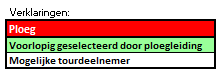 Verklaringen:
Ploeg
Voorlopig geselecteerd door ploegleiding
Mogelijke tourdeelnemer